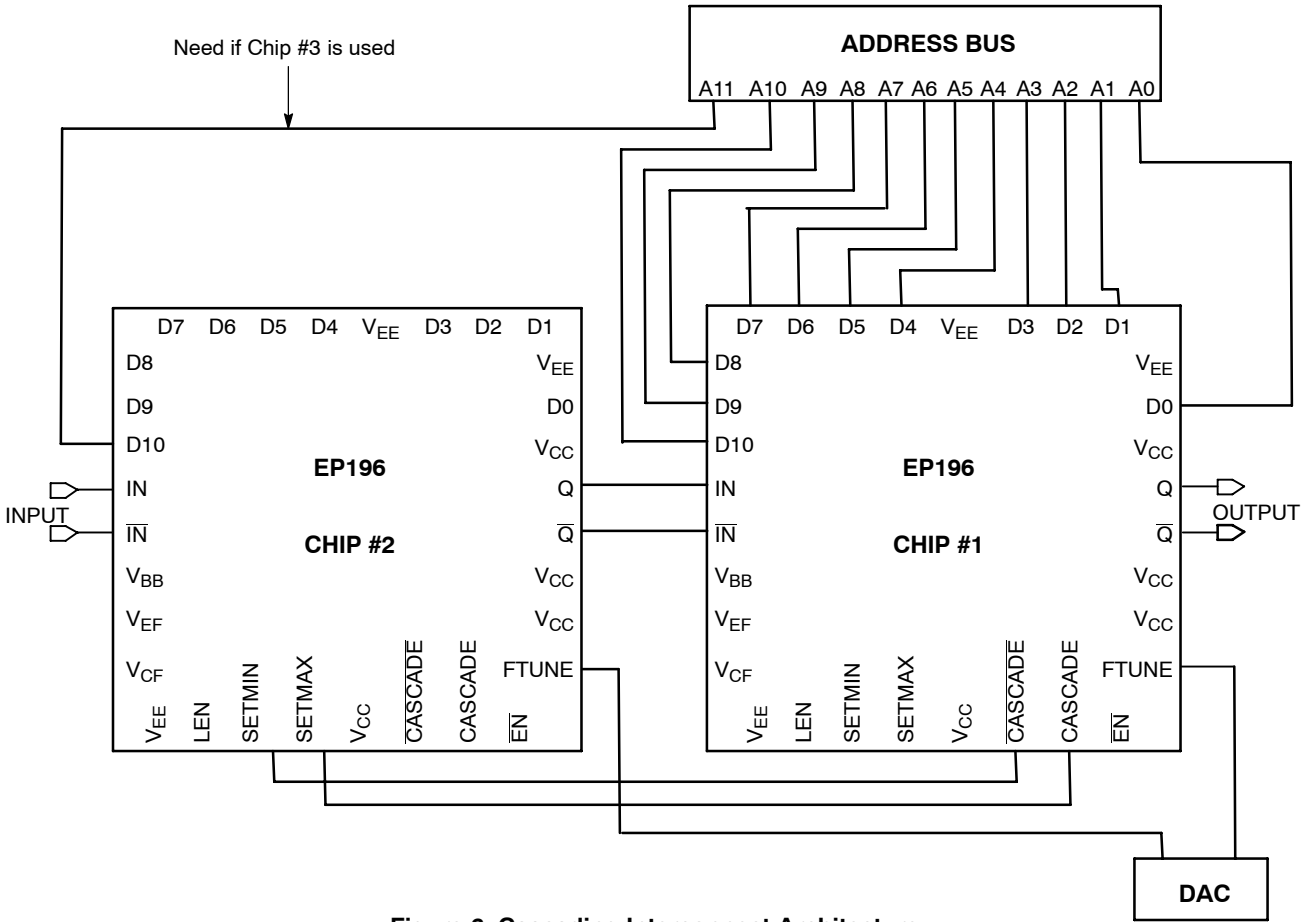 Need if Chip #3 is used
ADDRESS BUS
A11 A10 A9 A8 A7 A6 A5 A4 A3 A2 A1 A0
D7 D6 D5 D4 VEE D3 D2 D1
D8
D9
D10
IN
IN
VBB
VEF
VCF
VEE
D0
VCC
Q
Q
VCC
VCC
FTUNE
EP196
CHIP #2
VEE LEN SETMIN SETMAX VCC CASCADE CASCADE EN
INPUT
D7 D6 D5 D4 VEE D3 D2 D1
D8
D9
D10
IN
IN
VBB
VEF
VCF
VEE
D0
VCC
Q
Q
VCC
VCC
FTUNE
EP196
CHIP #1
VEE LEN SETMIN SETMAX VCC CASCADE CASCADE EN
OUTPUT
DAC